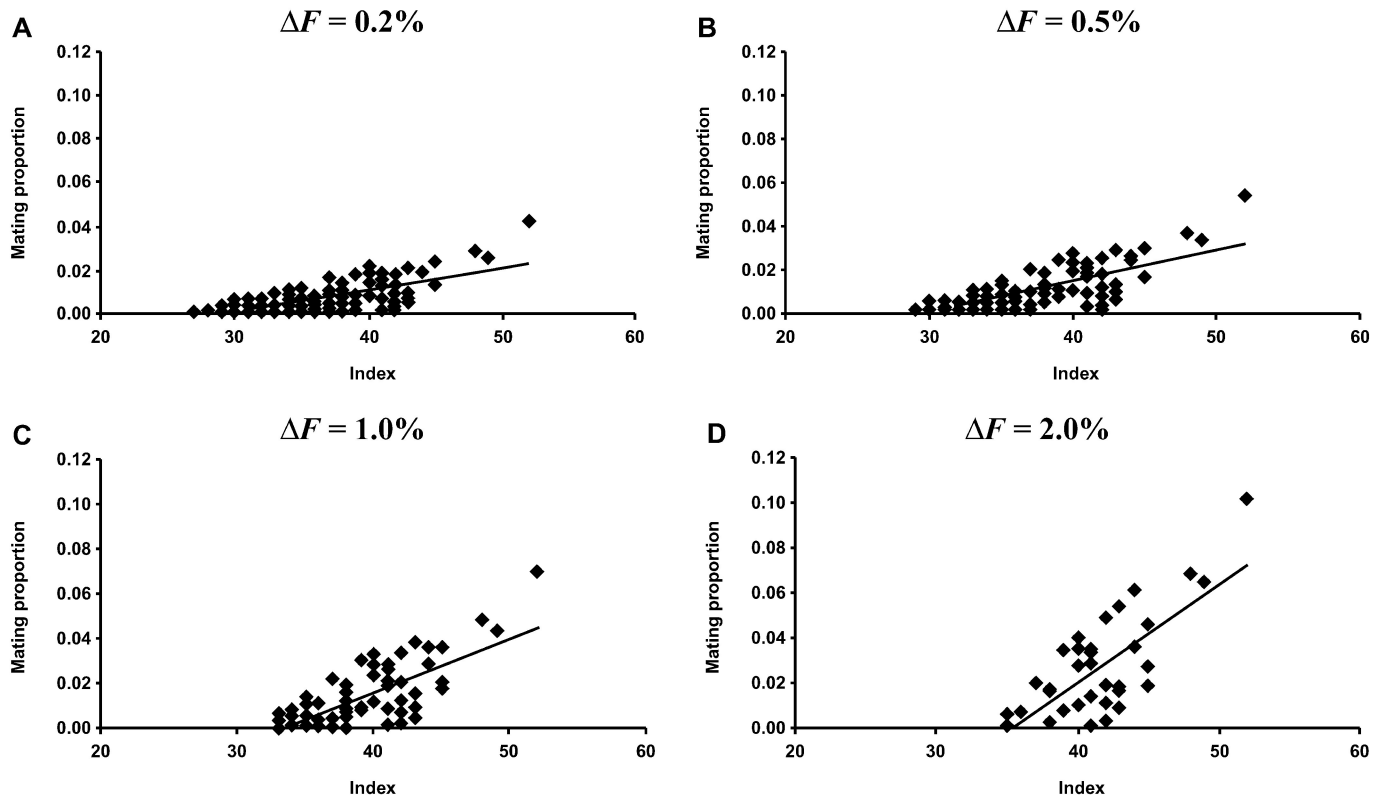 A
ΔF = 0.2%
0.12
0.10
0.08
0.06
0.04
0.02
0.00
20 30 40 50 60
Mating proportion
Index
B
ΔF = 0.5%
0.12
0.10
0.08
0.06
0.04
0.02
0.00
20 30 40 50 60
Mating proportion
Index
C
ΔF = 1.0%
0.12
0.10
0.08
0.06
0.04
0.02
0.00
20 30 40 50 60
Mating proportion
Index
D
ΔF = 2.0%
0.12
0.10
0.08
0.06
0.04
0.02
0.00
20 30 40 50 60
Mating proportion
Index